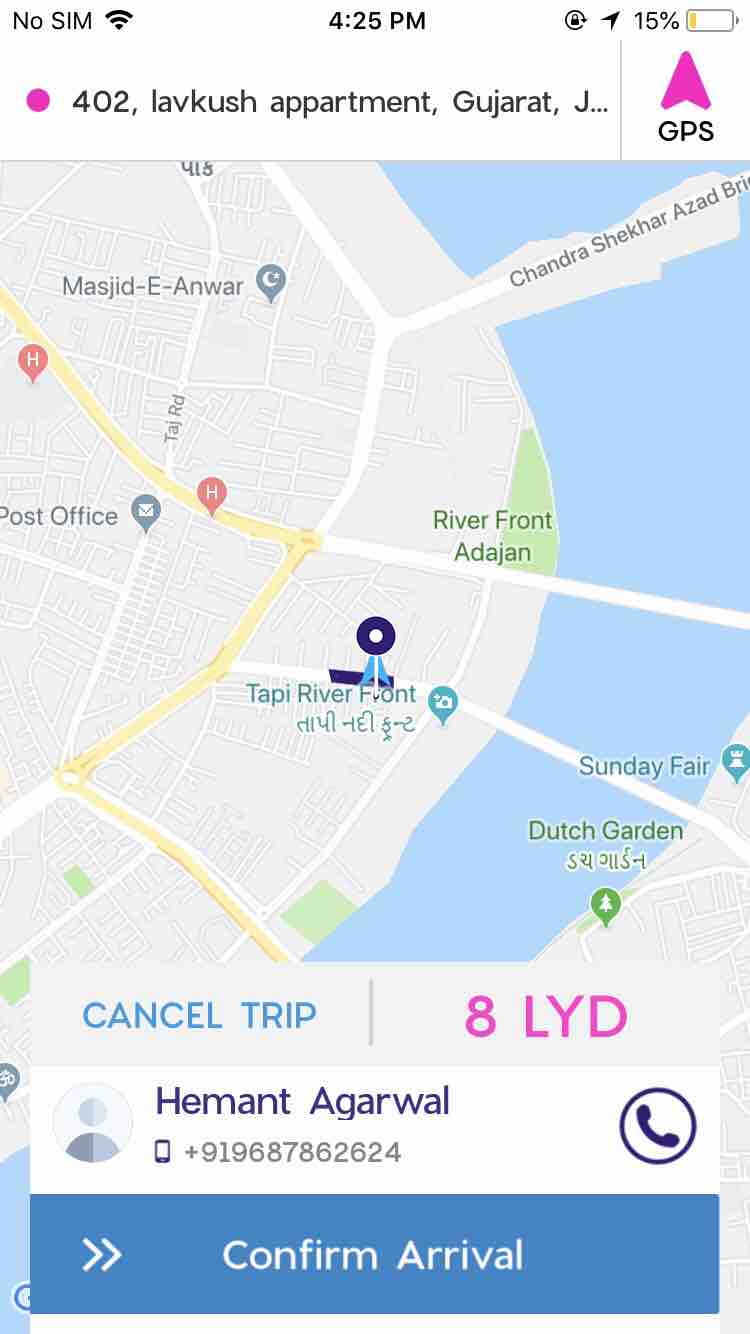 No SIM 4:25 PM 15%
402, lavkush appartment, Gujarat, J...
GPS
પાક
Chandra Shekhar Azad Bri
Masjid-E-Anwar
H
Taj Rd
H
Post Office
River Front
Adajan
Tapi River Front
તાપી નદી ફ્રન્ટ
Sunday Fair
Dutch Garden
ડચ ગાર્ડન
CANCEL TRIP 8 LYD
Hemant Agarwal
+919687862624
Confirm Arrival
G